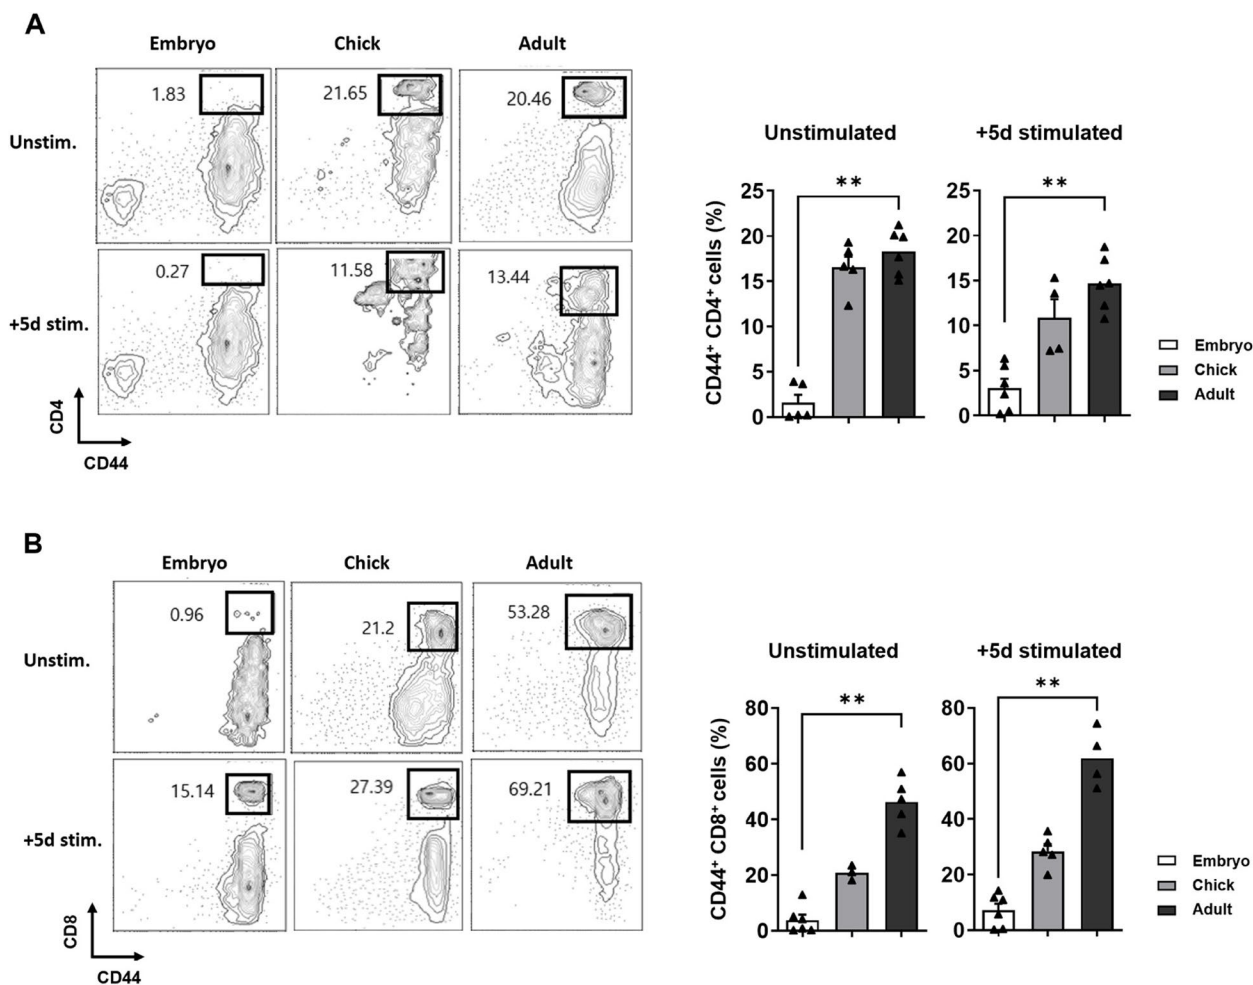 A
Embryo Chick Adult
Unstim.
1.83 21.65 20.46
+5d stim.
0.27 11.58 13.44
CD4
CD44
Unstimulated +5d stimulated
CD44⁺ CD4⁺ cells (%)
** **
25 25
20 20
15 15
10 10
5 5
0 0
Embryo
Chick
Adult
B
Embryo Chick Adult
Unstim.
0.96 21.2 53.28
+5d stim.
15.14 27.39 69.21
CD8
CD44
Unstimulated +5d stimulated
CD44⁺ CD8⁺ cells (%)
** **
80 80
60 60
40 40
20 20
0 0
Embryo
Chick
Adult